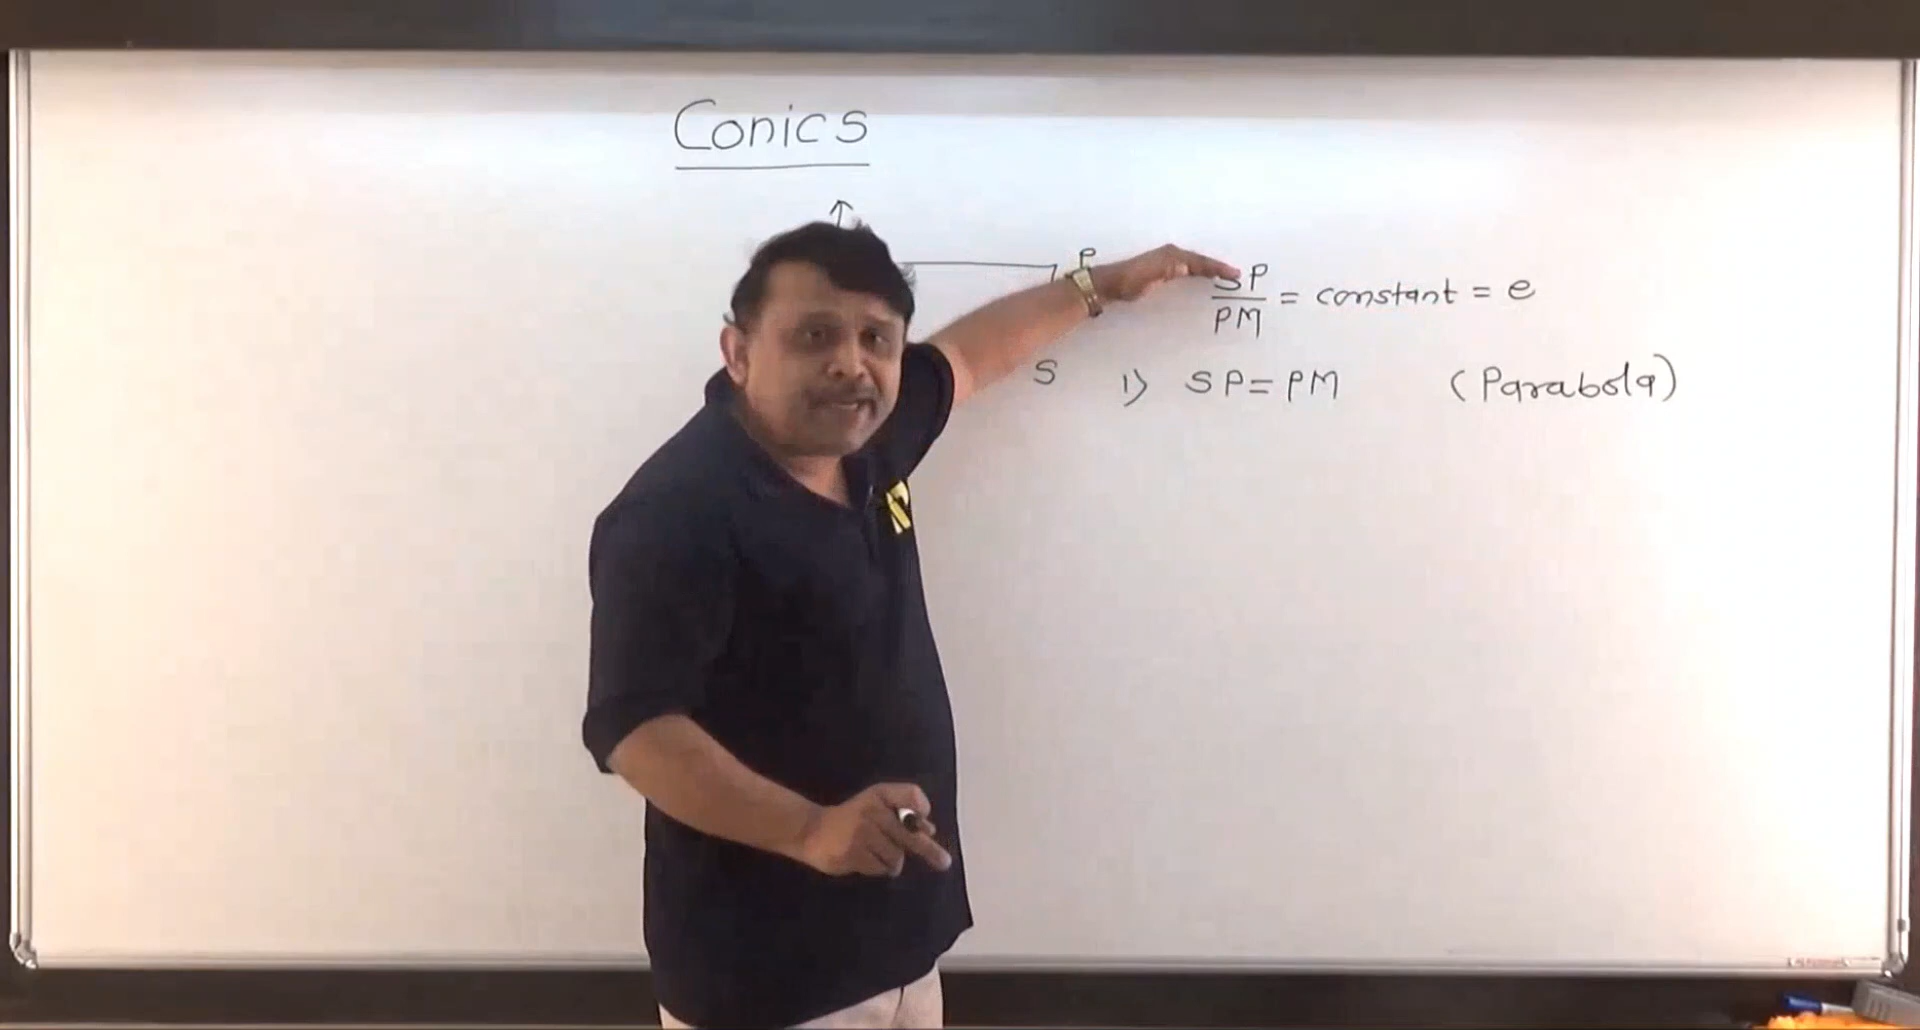 Conics
P
SP/PM = constant = e
S
1) SP = PM (Parabola)